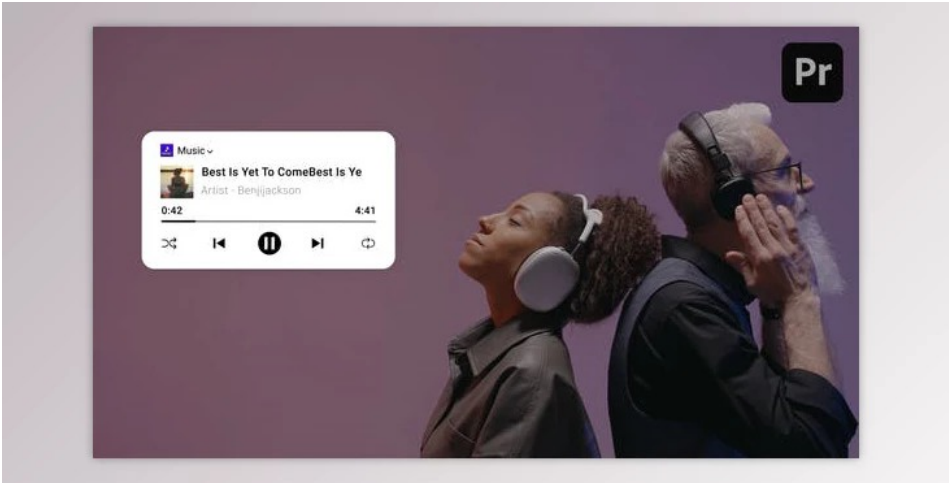 Pr
Music
Best Is Yet To ComeBest Is Ye
Artist - Benjijackson
0:42
4:41